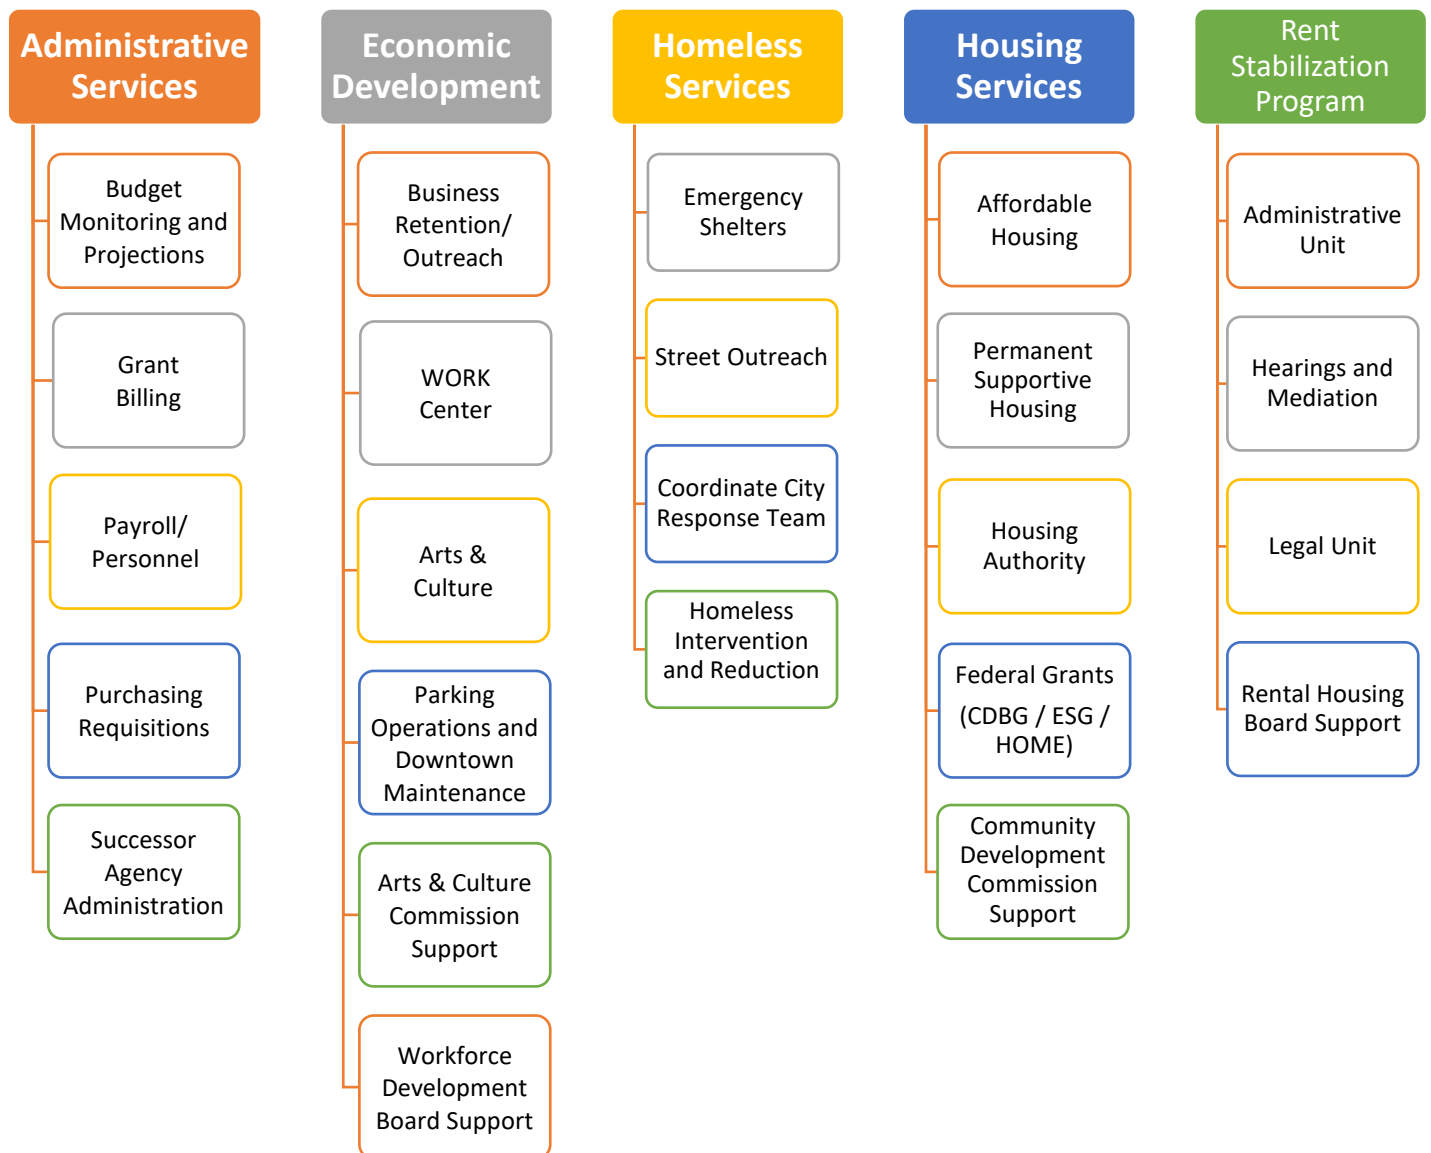 Administrative
Services
Budget
Monitoring and
Projections
Grant
Billing
Payroll/
Personnel
Purchasing
Requisitions
Successor
Agency
Administration
Economic
Development
Business
Retention/
Outreach
WORK
Center
Arts &
Culture
Parking
Operations and
Downtown
Maintenance
Arts & Culture
Commission
Support
Workforce
Development
Board Support
Homeless
Services
Emergency
Shelters
Street Outreach
Coordinate City
Response Team
Homeless
Intervention
and Reduction
Housing
Services
Affordable
Housing
Permanent
Supportive
Housing
Housing
Authority
Federal Grants
(CDBG / ESG /
HOME)
Community
Development
Commission
Support
Rent
Stabilization
Program
Administrative
Unit
Hearings and
Mediation
Legal Unit
Rental Housing
Board Support